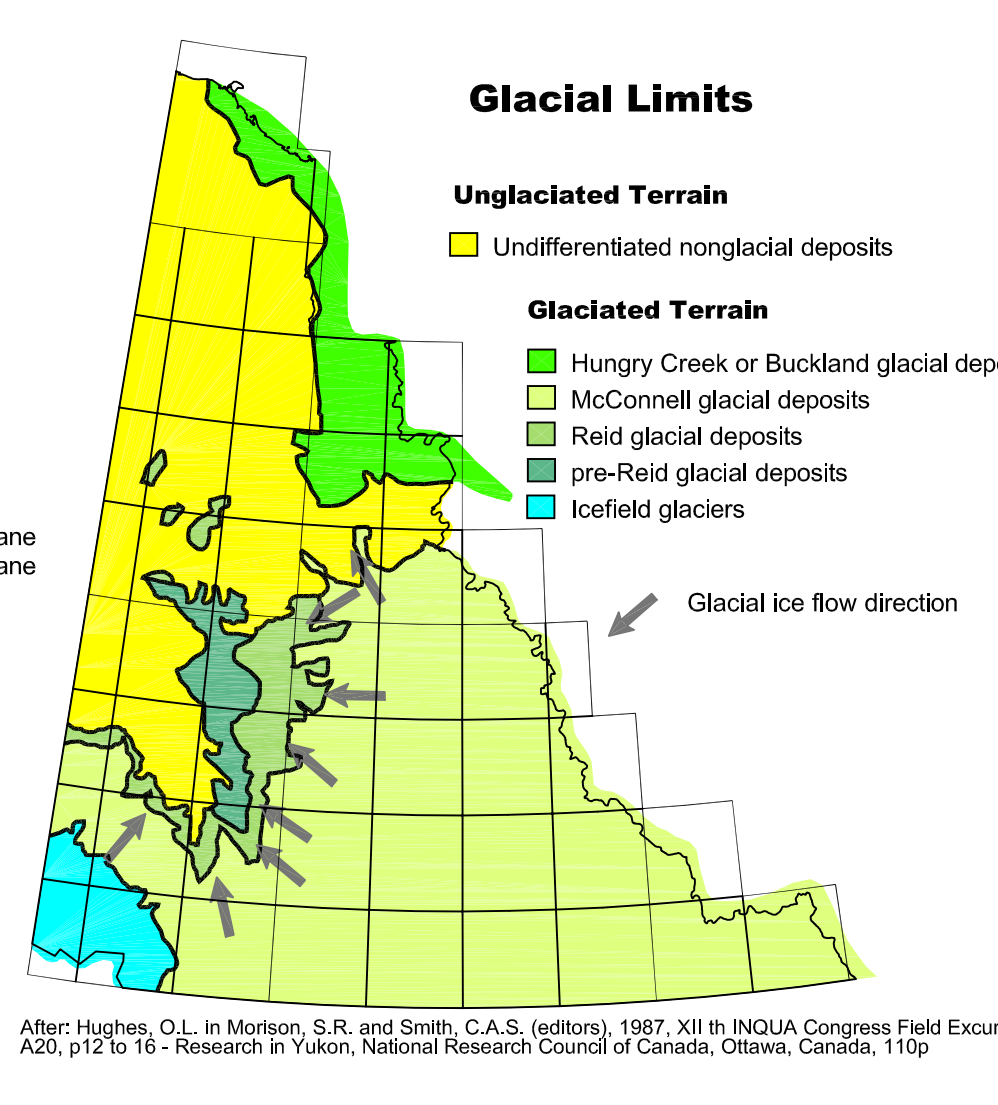 Glacial Limits
Unglaciated Terrain
Undifferentiated nonglacial deposits
Glaciated Terrain
Hungry Creek or Buckland glacial depo
McConnell glacial deposits
Reid glacial deposits
pre-Reid glacial deposits
Icefield glaciers
ane
ane
Glacial ice flow direction
After: Hughes, O.L. in Morison, S.R. and Smith, C.A.S. (editors), 1987, XII th INQUA Congress Field Excur
A20, p12 to 16 - Research in Yukon, National Research Council of Canada, Ottawa, Canada, 110p